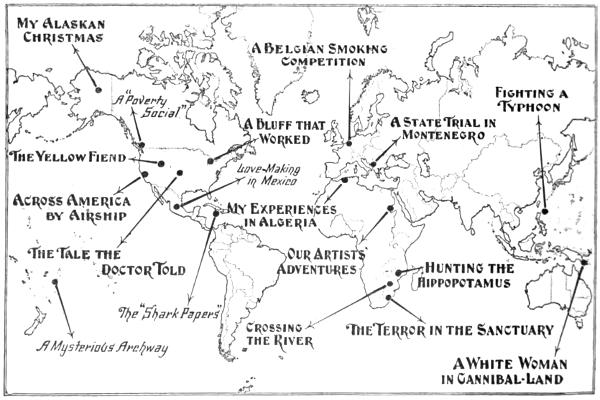 MY ALASKAN
CHRISTMAS
A BELGIAN SMOKING
COMPETITION
FIGHTING A
TYPHOON
A "Poverty
Social"
A BLUFF THAT
WORKED
A STATE TRIAL IN
MONTENEGRO
THE YELLOW FIEND
Love-Making
in Mexico
ACROSS AMERICA
BY AIRSHIP
MY EXPERIENCES
IN ALGERIA
THE TALE THE
DOCTOR TOLD
OUR ARTISTS'
ADVENTURES
HUNTING THE
HIPPOPOTAMUS
The "Shark Papers"
CROSSING
THE RIVER
THE TERROR IN THE SANCTUARY
A Mysterious Archway
A WHITE WOMAN
IN CANNIBAL-LAND